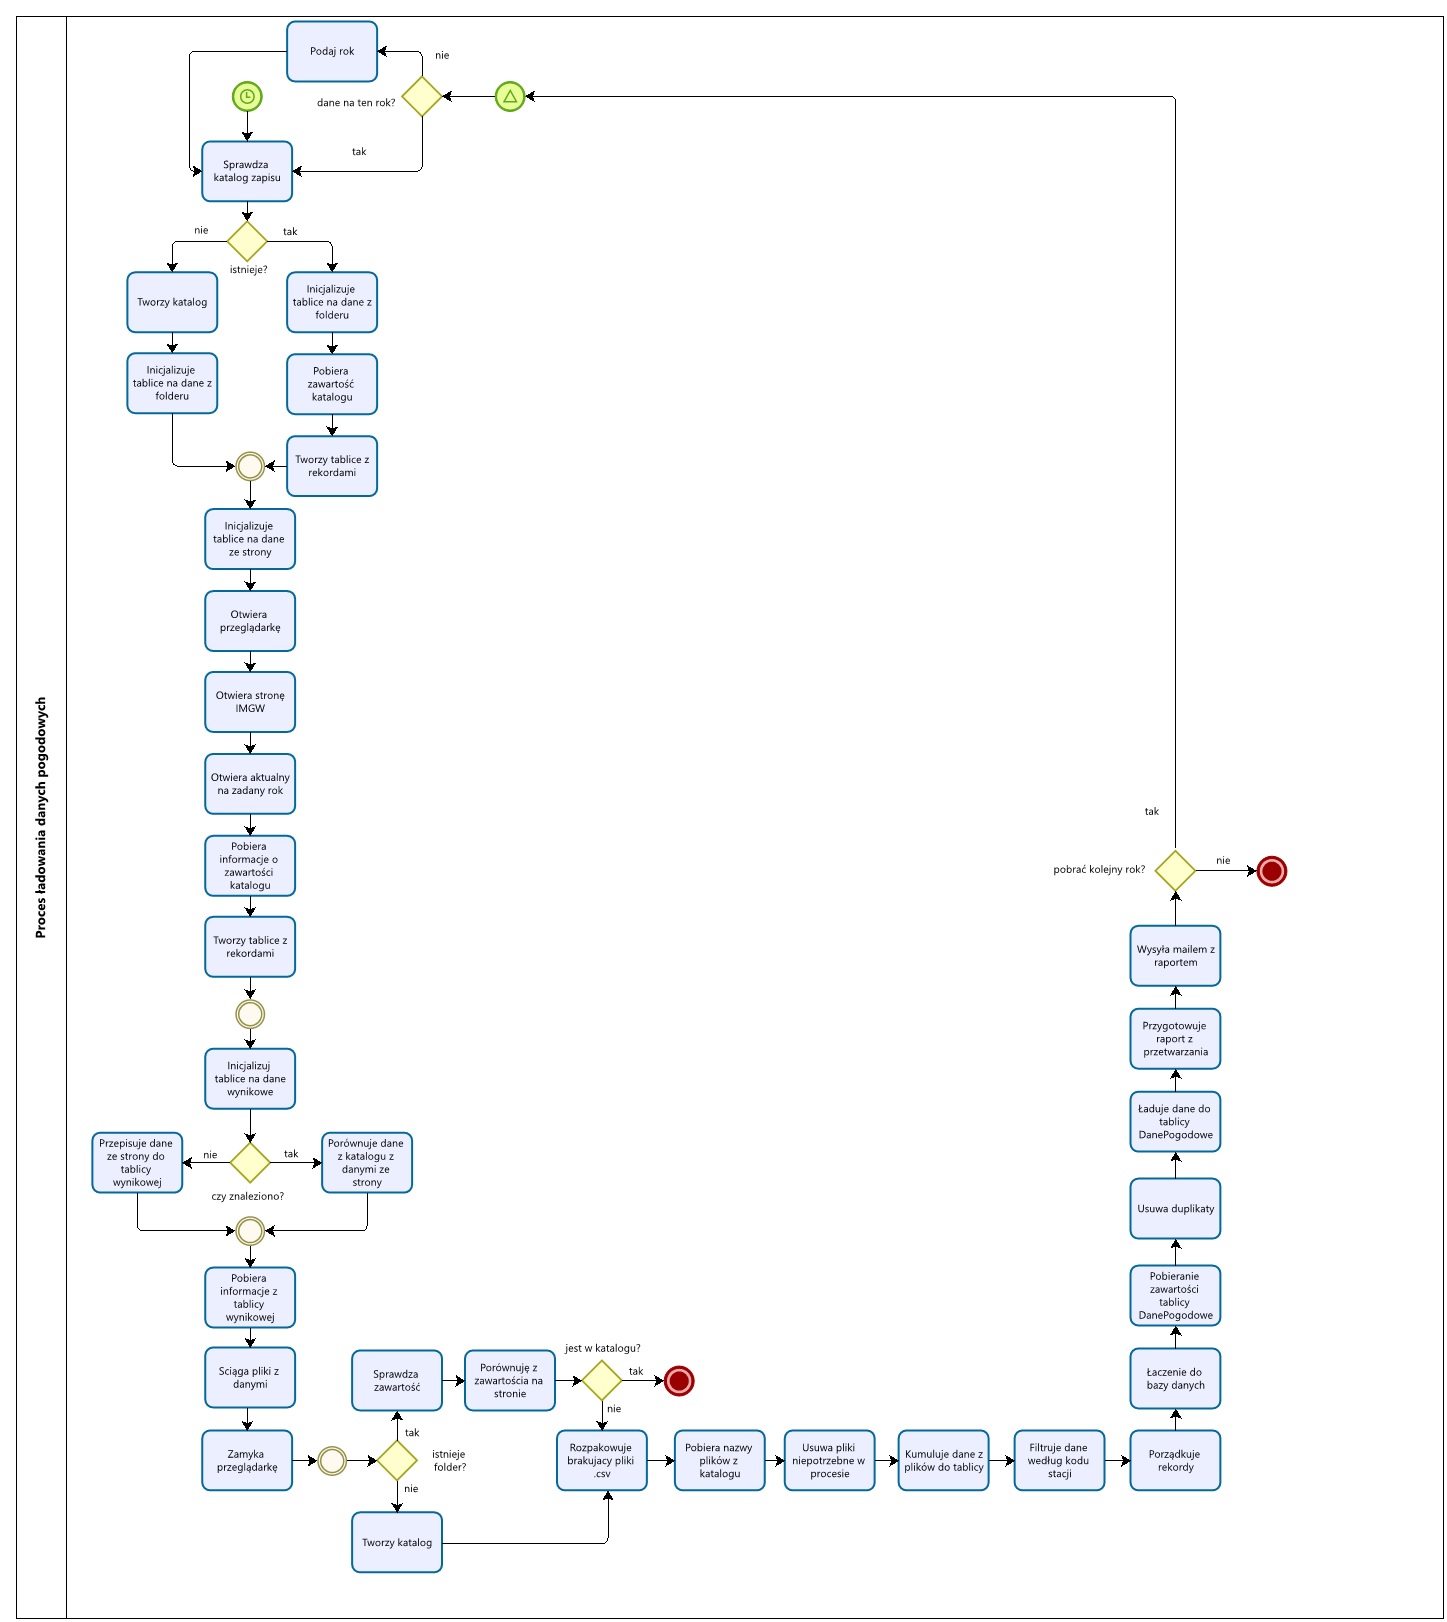 Proces ładowania danych pogodowych
Podaj rok
nie
dane na ten rok?
tak
Sprawdza
katalog zapisu
nie
tak
istnieje?
Tworzy katalog
Inicjalizuje
tablice na dane z
folderu
Inicjalizuje
tablice na dane z
folderu
Pobiera
zawartość
katalogu
Tworzy tablice z
rekordami
Inicjalizuje
tablice na dane
ze strony
Otwiera
przeglądarkę
Otwiera stronę
IMGW
Otwiera aktualny
na zadany rok
Pobiera
informacje o
zawartości
katalogu
Tworzy tablice z
rekordami
Inicjalizuj
tablice na dane
wynikowe
Przepisuje dane
ze strony do
tablicy
wynikowej
nie
tak
czy znaleziono?
Porównuje dane
z katalogu z
danymi ze
strony
Pobiera
informacje z
tablicy
wynikowej
Sciąga pliki z
danymi
Zamyka
przeglądarkę
istnieje
folder?
tak
nie
Sprawdza
zawartość
Porównuję z
zawartościa na
stronie
jest w katalogu?
tak
nie
Tworzy katalog
Rozpakowuje
brakujacy pliki
.csv
Pobiera nazwy
plików z
katalogu
Usuwa pliki
niepotrzebne w
procesie
Kumuluje dane z
plików do tablicy
Filtruje dane
według kodu
stacji
Porządkuje
rekordy
Łaczenie do
bazy danych
Pobieranie
zawartości
tablicy
DanePogodowe
Usuwa duplikaty
Ładuje dane do
tablicy
DanePogodowe
Przygotowuje
raport z
przetwarzania
Wysyła mailem z
raportem
pobrać kolejny rok?
nie
tak